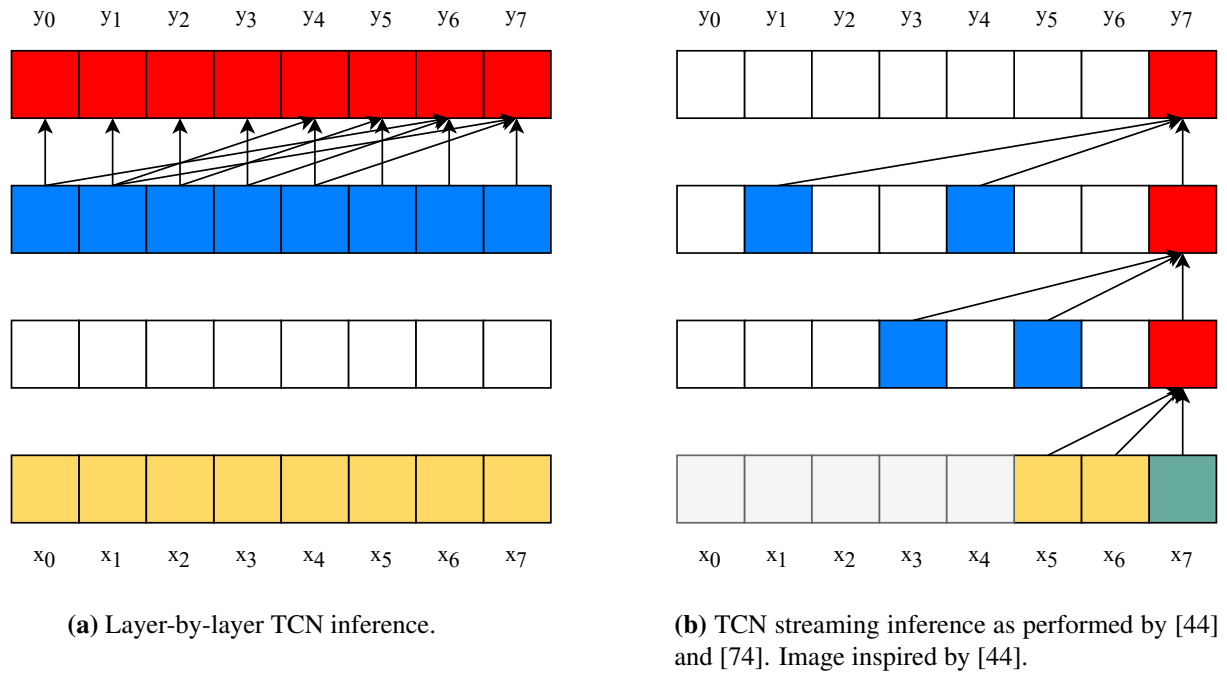 y0 y1 y2 y3 y4 y5 y6 y7
x0 x1 x2 x3 x4 x5 x6 x7
(a) Layer-by-layer TCN inference.
y0 y1 y2 y3 y4 y5 y6 y7
x0 x1 x2 x3 x4 x5 x6 x7
(b) TCN streaming inference as performed by [44]
and [74]. Image inspired by [44].